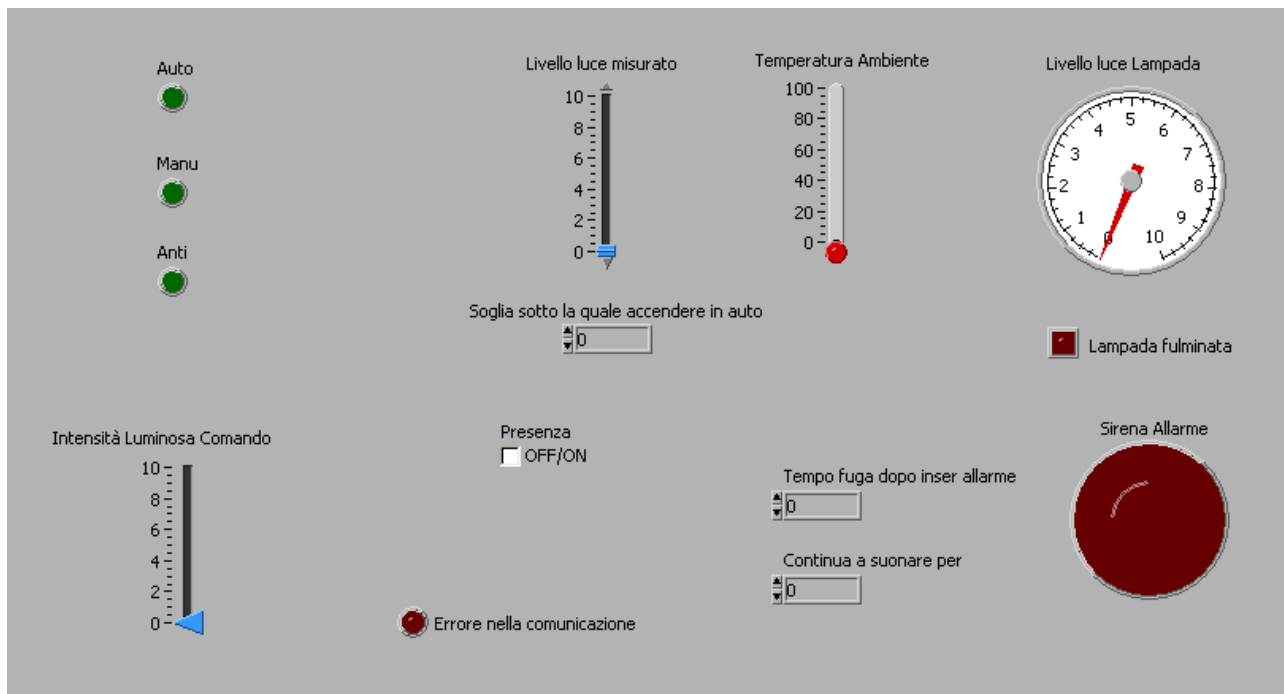 Auto
Manu
Anti
Livello luce misurato
10
8
6
4
2
0
Temperatura Ambiente
100
80
60
40
20
0
Livello luce Lampada
0
1
2
3
4
5
6
7
8
9
10
Soglia sotto la quale accendere in auto
0
Lampada fulminata
Intensità Luminosa Comando
10
8
6
4
2
0
Presenza
OFF/ON
Errore nella comunicazione
Tempo fuga dopo inser allarme
0
Continua a suonare per
0
Sirena Allarme